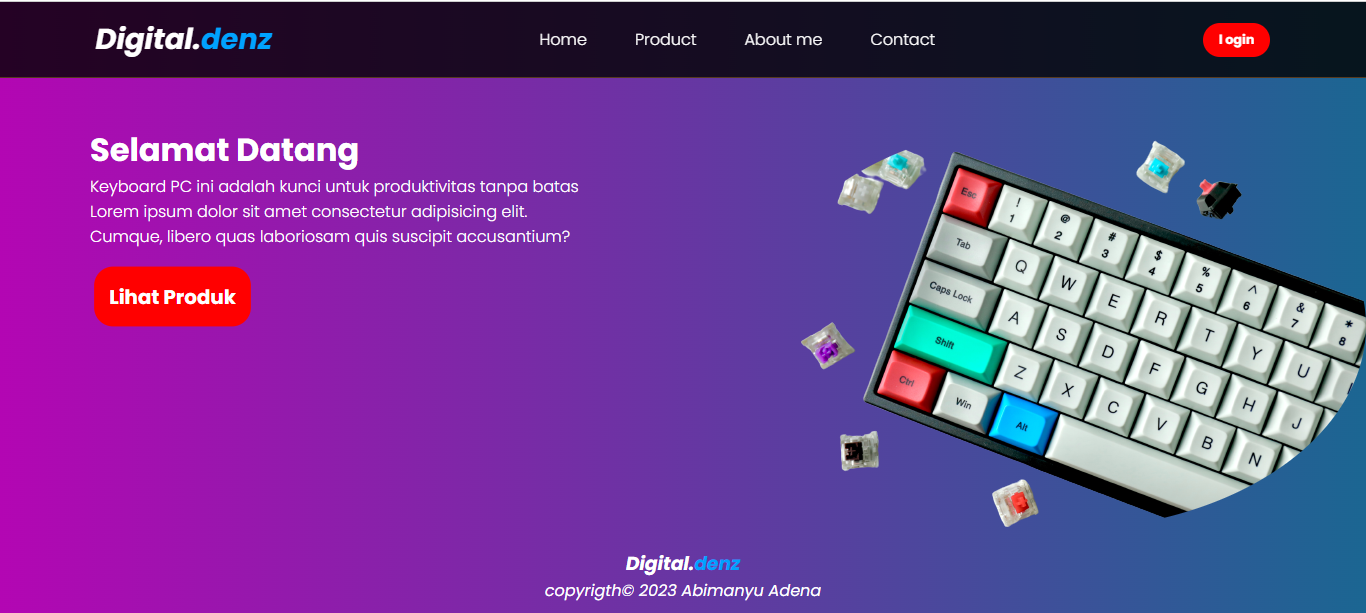 Digital.denz
Home Product About me Contact
login
Selamat Datang
Keyboard PC ini adalah kunci untuk produktivitas tanpa batas
Lorem ipsum dolor sit amet consectetur adipisicing elit.
Cumque, libero quas laboriosam quis suscipit accusantium?
Lihat Produk
Esc ! 1 @ 2 # 3 $ 4 % 5 ^ 6 & 7 * 8
Tab Q W E R T Y U
Caps Lock A S D F G H J
Shift Z X C V B N
Ctrl Win Alt
Digital.denz
copyrigth© 2023 Abimanyu Adena